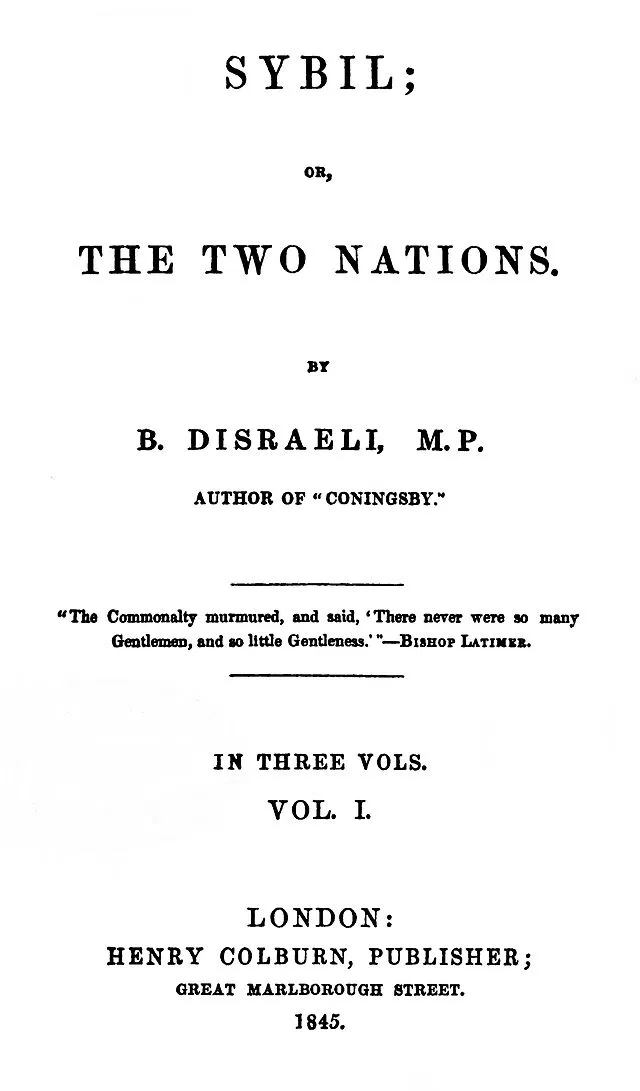 SYBIL;
OR,
THE TWO NATIONS.
BY
B. DISRAELI, M.P.
AUTHOR OF "CONINGSBY."
"The Commonalty murmured, and said, 'There never were so many
Gentlemen, and so little Gentleness.'"—BISHOP LATIMER.
IN THREE VOLS.
VOL. I.
LONDON:
HENRY COLBURN, PUBLISHER;
GREAT MARLBOROUGH STREET.
1845.